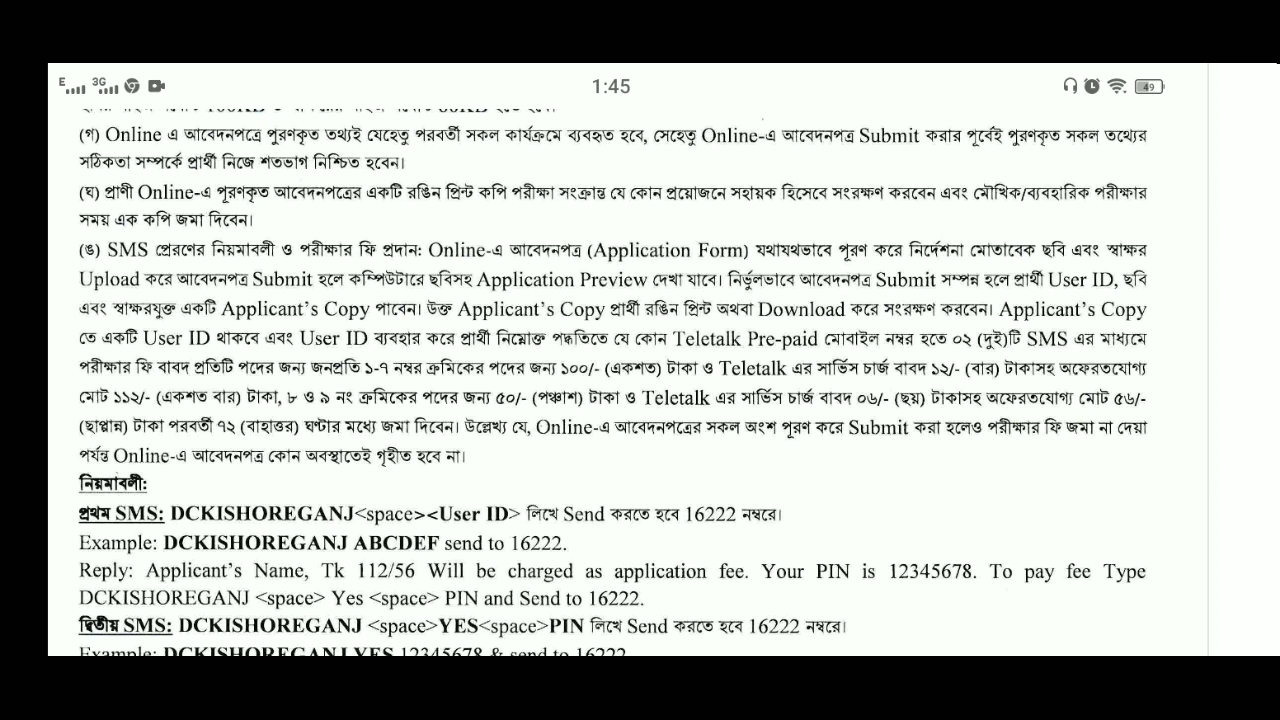 E 3G 1:45 49
(গ) Online এ আবেদনপত্রে পুরণকৃত তথ্যই যেহেতু পরবর্তী সকল কার্যক্রমে ব্যবহৃত হবে, সেহেতু Online-এ আবেদনপত্র Submit করার পূর্বেই পুরণকৃত সকল তথ্যের
সঠিকতা সম্পর্কে প্রার্থী নিজে শতভাগ নিশ্চিত হবেন।
(ঘ) প্রার্থী Online-এ পূরণকৃত আবেদনপত্রের একটি রঙিন প্রিন্ট কপি পরীক্ষা সংক্রান্ত যে কোন প্রয়োজনে সহায়ক হিসেবে সংরক্ষণ করবেন এবং মৌখিক/ব্যবহারিক পরীক্ষার
সময় এক কপি জমা দিবেন।
(ঙ) SMS প্রেরণের নিয়মাবলী ও পরীক্ষার ফি প্রদান: Online-এ আবেদনপত্র (Application Form) যথাযথভাবে পূরণ করে নির্দেশনা মোতাবেক ছবি এবং স্বাক্ষর
Upload করে আবেদনপত্র Submit হলে কম্পিউটারে ছবিসহ Application Preview দেখা যাবে। নির্ভুলভাবে আবেদনপত্র Submit সম্পন্ন হলে প্রার্থী User ID, ছবি
এবং স্বাক্ষরযুক্ত একটি Applicant's Copy পাবেন। উক্ত Applicant's Copy প্রার্থী রঙিন প্রিন্ট অথবা Download করে সংরক্ষণ করবেন। Applicant's Copy
তে একটি User ID থাকবে এবং User ID ব্যবহার করে প্রার্থী নিম্নোক্ত পদ্ধতিতে যে কোন Teletalk Pre-paid মোবাইল নম্বর হতে ০২ (দুই)টি SMS এর মাধ্যমে
পরীক্ষার ফি বাবদ প্রতিটি পদের জন্য জনপ্রতি ১-৭ নম্বর ক্রমিকের পদের জন্য ১০০/- (একশত) টাকা ও Teletalk এর সার্ভিস চার্জ বাবদ ১২/- (বার) টাকাসহ অফেরতযোগ্য
মোট ১১২/- (একশত বার) টাকা, ৮ ও ৯ নং ক্রমিকের পদের জন্য ৫০/- (পঞ্চাশ) টাকা ও Teletalk এর সার্ভিস চার্জ বাবদ ০৬/- (ছয়) টাকাসহ অফেরতযোগ্য মোট ৫৬/-
(ছাপ্পান্ন) টাকা পরবর্তী ৭২ (বাহাত্তর) ঘণ্টার মধ্যে জমা দিবেন। উল্লেখ্য যে, Online-এ আবেদনপত্রের সকল অংশ পূরণ করে Submit করা হলেও পরীক্ষার ফি জমা না দেয়া
পর্যন্ত Online-এ আবেদনপত্র কোন অবস্থাতেই গৃহীত হবে না।
নিয়মাবলী:
প্রথম SMS: DCKISHOREGANJ<space><User ID> লিখে Send করতে হবে 16222 নম্বরে।
Example: DCKISHOREGANJ ABCDEF send to 16222.
Reply: Applicant's Name, Tk 112/56 Will be charged as application fee. Your PIN is 12345678. To pay fee Type
DCKISHOREGANJ <space> Yes <space> PIN and Send to 16222.
দ্বিতীয় SMS: DCKISHOREGANJ <space>YES<space>PIN লিখে Send করতে হবে 16222 নম্বরে।
Example: DCKISHOREGANJ YES 12345678 & send to 16222